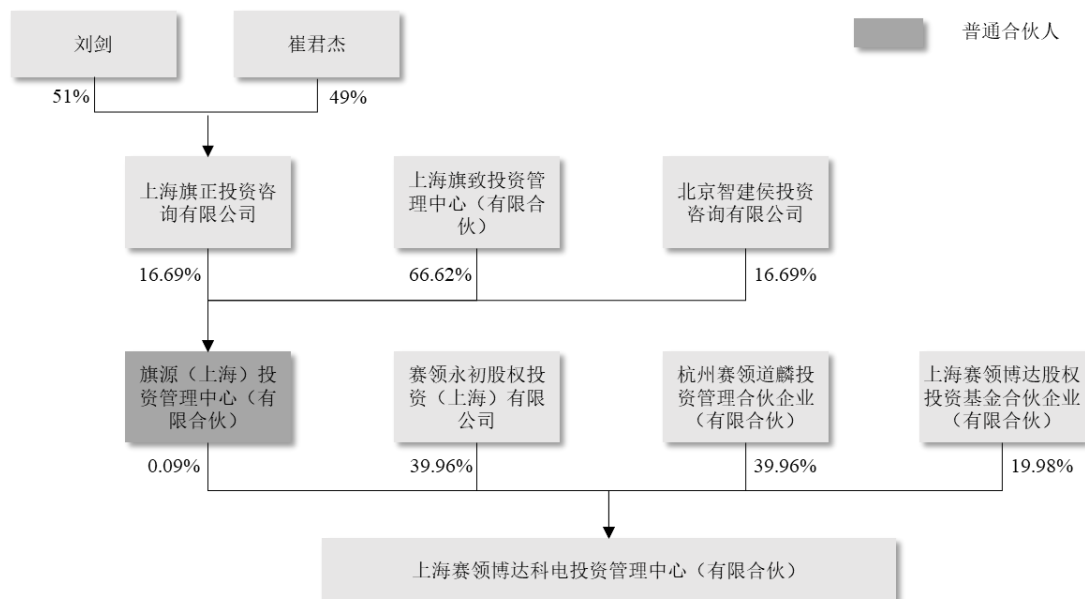 刘剑
崔君杰
普通合伙人
51%
49%
上海旗正投资咨
询有限公司
上海旗致投资管
理中心（有限合
伙）
北京智建侯投资
咨询有限公司
16.69%
66.62%
16.69%
旗源（上海）投
资管理中心（有
限合伙）
赛领永初股权投
资（上海）有限
公司
杭州赛领道麟投
资管理合伙企业
（有限合伙）
上海赛领博达股权
投资基金合伙企业
（有限合伙）
0.09%
39.96%
39.96%
19.98%
上海赛领博达科电投资管理中心（有限合伙）